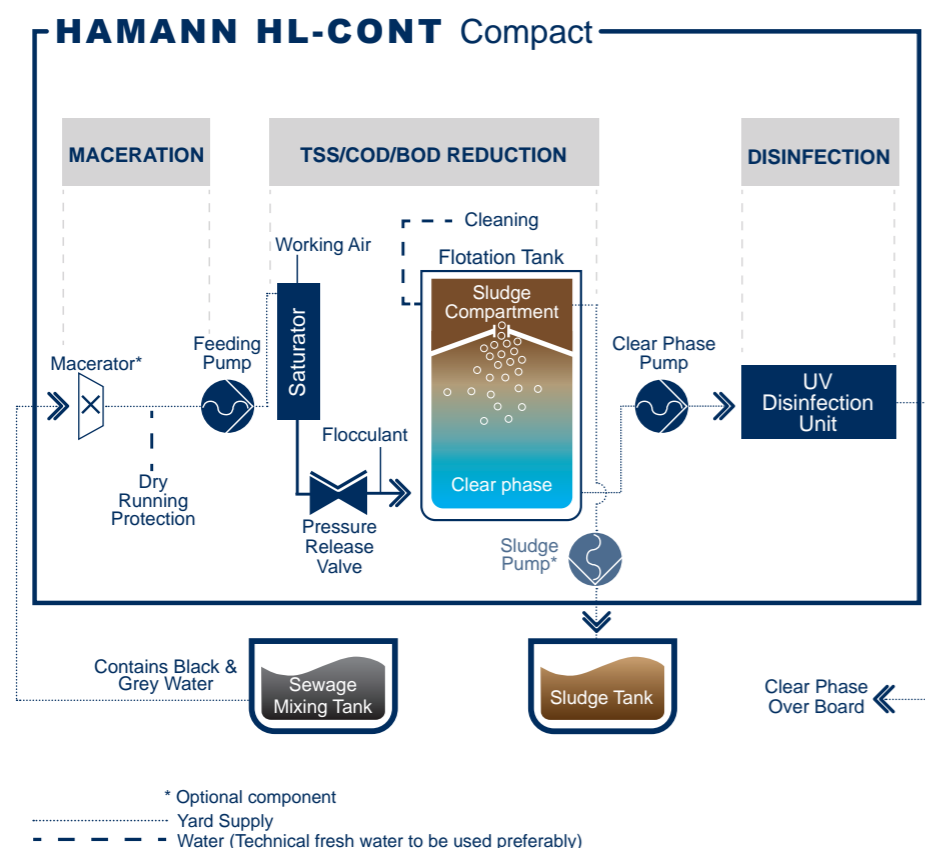 HAMANN HL-CONT Compact
MACERATION
TSS/COD/BOD REDUCTION
DISINFECTION
Cleaning
Working Air
Flotation Tank
Sludge
Compartment
Saturator
Feeding
Pump
Macerator*
Clear Phase
Pump
UV
Disinfection
Unit
Flocculant
Clear phase
Dry
Running
Protection
Pressure
Release
Valve
Sludge
Pump*
Contains Black &
Grey Water
Sewage
Mixing Tank
Sludge Tank
Clear Phase
Over Board
* Optional component
Yard Supply
Water (Technical fresh water to be used preferably)